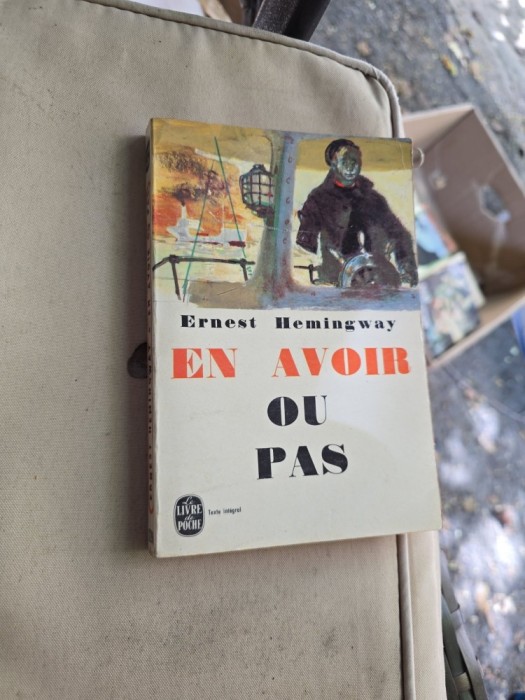 Ernest Hemingway
EN AVOIR
OU
PAS
Le
LIVRE
de
POCHE
Texte intégral